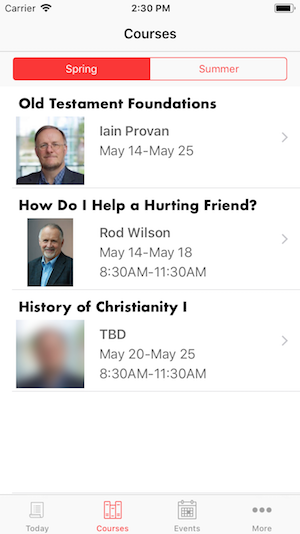 Carrier 2:30 PM
Courses
Spring Summer
Old Testament Foundations
Iain Provan
May 14-May 25
How Do I Help a Hurting Friend?
Rod Wilson
May 14-May 18
8:30AM-11:30AM
History of Christianity I
TBD
May 20-May 25
8:30AM-11:30AM
Today Courses Events More